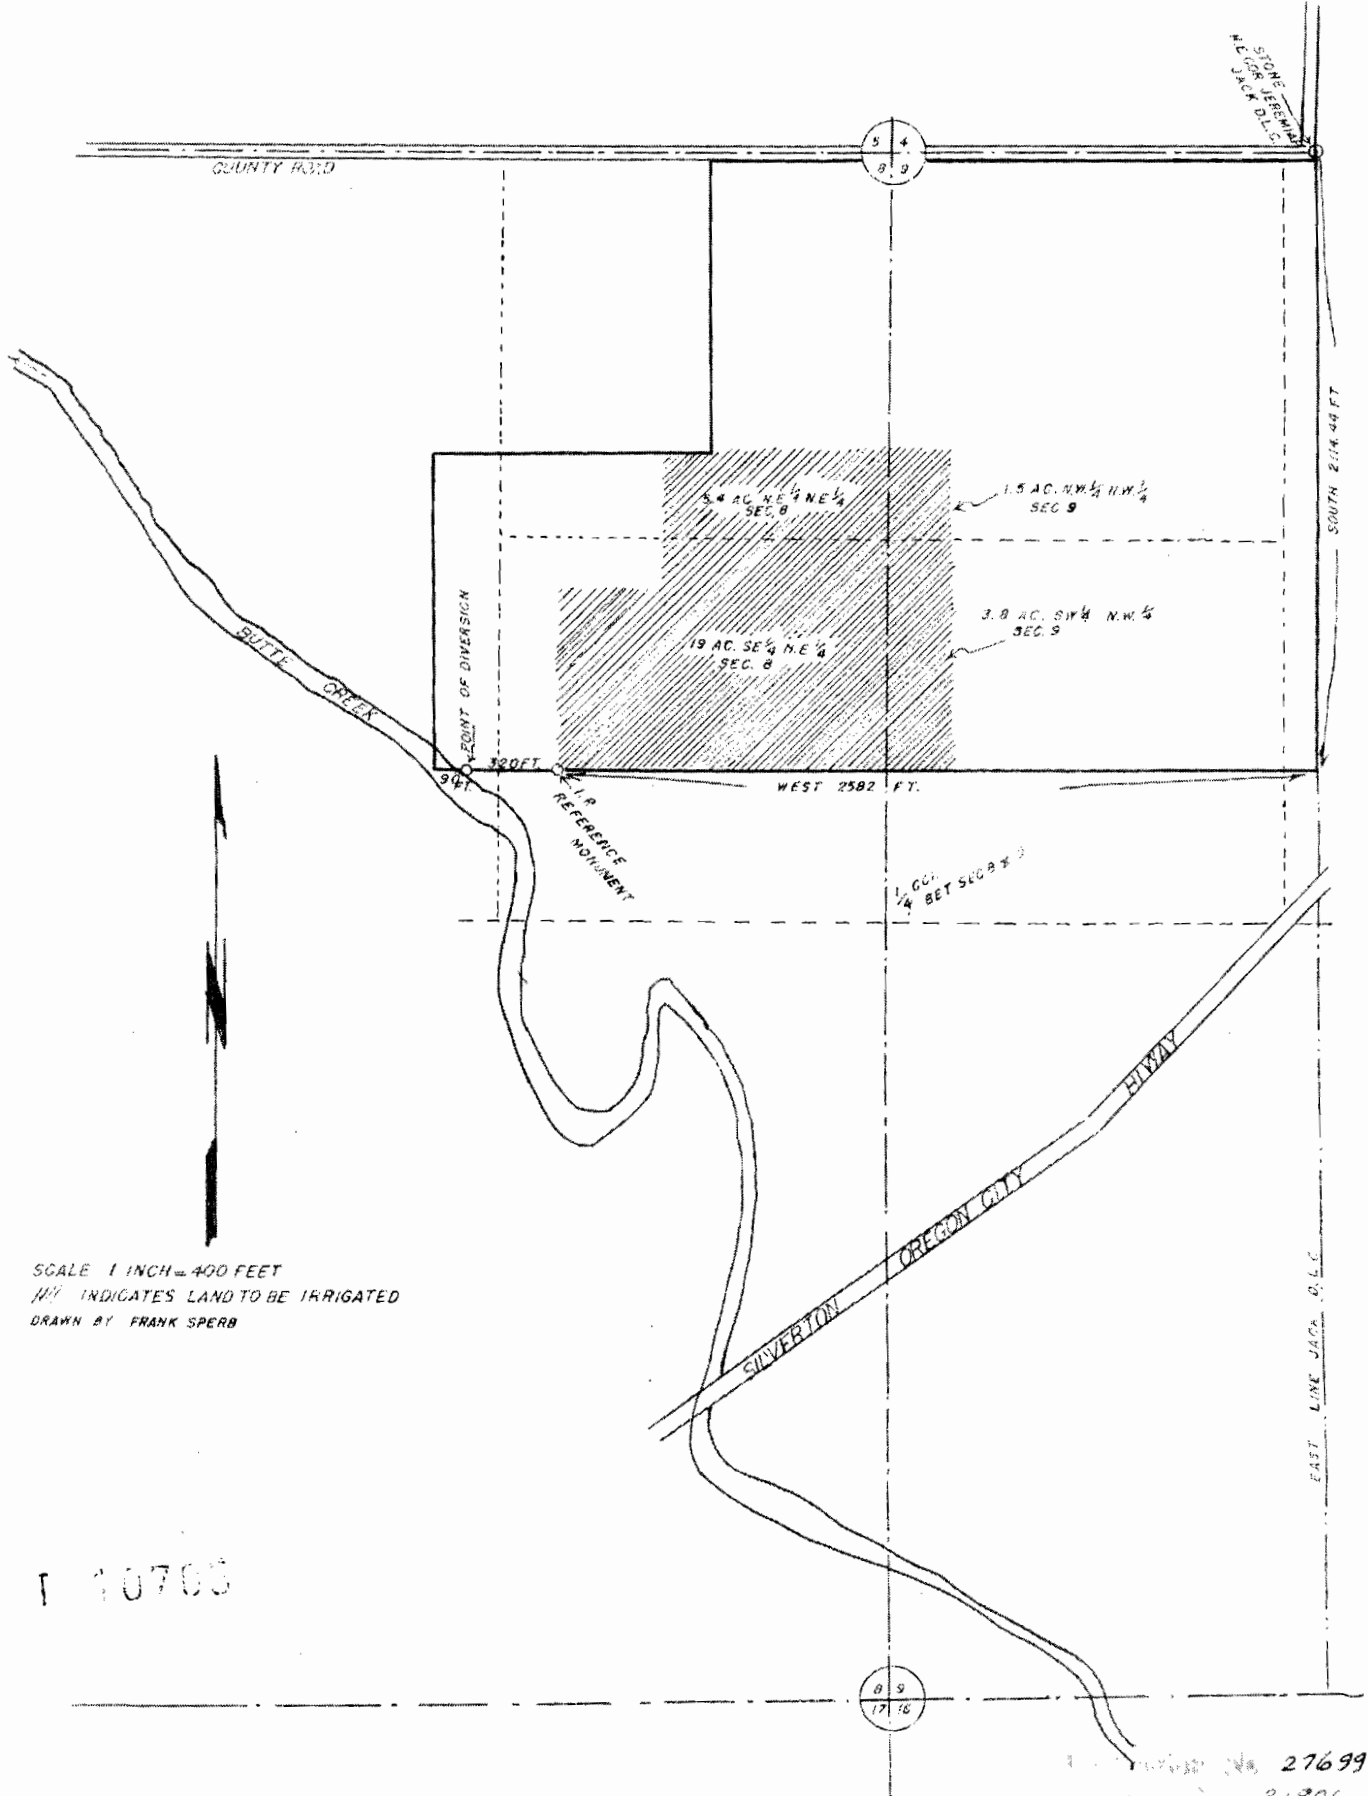 STONE
N.E. COR JEREMIAH
JACK D.L.C.
5 4
8 9
COUNTY ROAD
SOUTH 2114.44 FT
5.4 AC. N.E ¼ N.E ¼
SEC. 8
1.5 AC. N.W. ¼ N.W. ¼
SEC 9
3.8 AC. SW ¼ N.W. ¼
SEC. 9
19 AC. SE ¼ N.E ¼
SEC. 8
POINT OF DIVERSION
BUTTE CREEK
90 FT.
320 FT.
WEST 2582 FT.
I.P.
REFERENCE
MONUMENT
¼ COR.
BET SEC 8 & 9
HIWAY
OREGON CITY
SILVERTON
EAST LINE JACK D.L.C.
N
SCALE 1 INCH = 400 FEET
INDICATES LAND TO BE IRRIGATED
DRAWN BY FRANK SPERB
8 9
17 16
27699